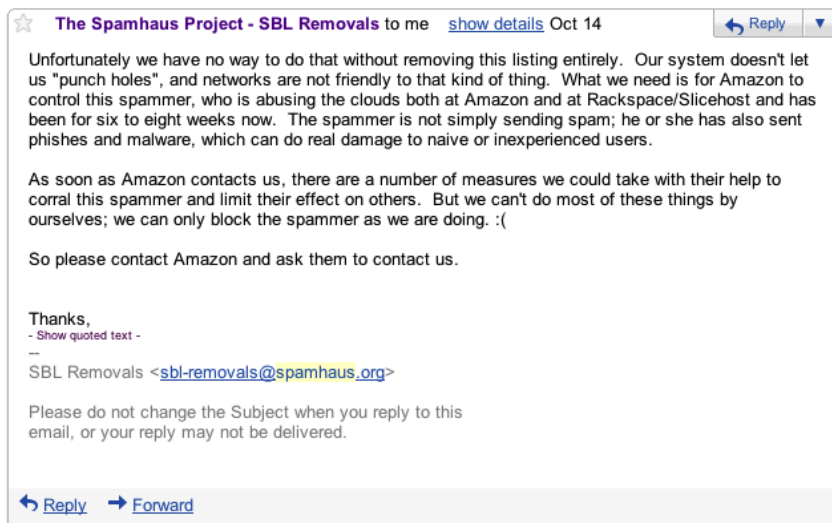 The Spamhaus Project - SBL Removals to me show details Oct 14 Reply
Unfortunately we have no way to do that without removing this listing entirely.  Our system doesn't let
us "punch holes", and networks are not friendly to that kind of thing.  What we need is for Amazon to
control this spammer, who is abusing the clouds both at Amazon and at Rackspace/Slicehost and has
been for six to eight weeks now.  The spammer is not simply sending spam; he or she has also sent
phishes and malware, which can do real damage to naive or inexperienced users.
As soon as Amazon contacts us, there are a number of measures we could take with their help to
corral this spammer and limit their effect on others.  But we can't do most of these things by
ourselves; we can only block the spammer as we are doing. :(
So please contact Amazon and ask them to contact us.
Thanks,
- Show quoted text -
--
SBL Removals <sbl-removals@spamhaus.org>
Please do not change the Subject when you reply to this
email, or your reply may not be delivered.
Reply Forward